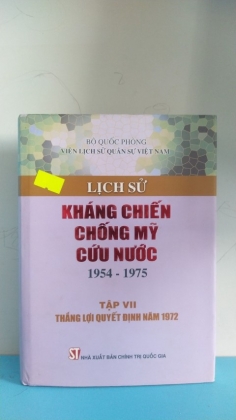 BỘ QUỐC PHÒNG
VIỆN LỊCH SỬ QUÂN SỰ VIỆT NAM
LỊCH SỬ
KHÁNG CHIẾN
CHỐNG MỸ
CỨU NƯỚC
1954 - 1975
TẬP VII
THẮNG LỢI QUYẾT ĐỊNH NĂM 1972
ST NHÀ XUẤT BẢN CHÍNH TRỊ QUỐC GIA